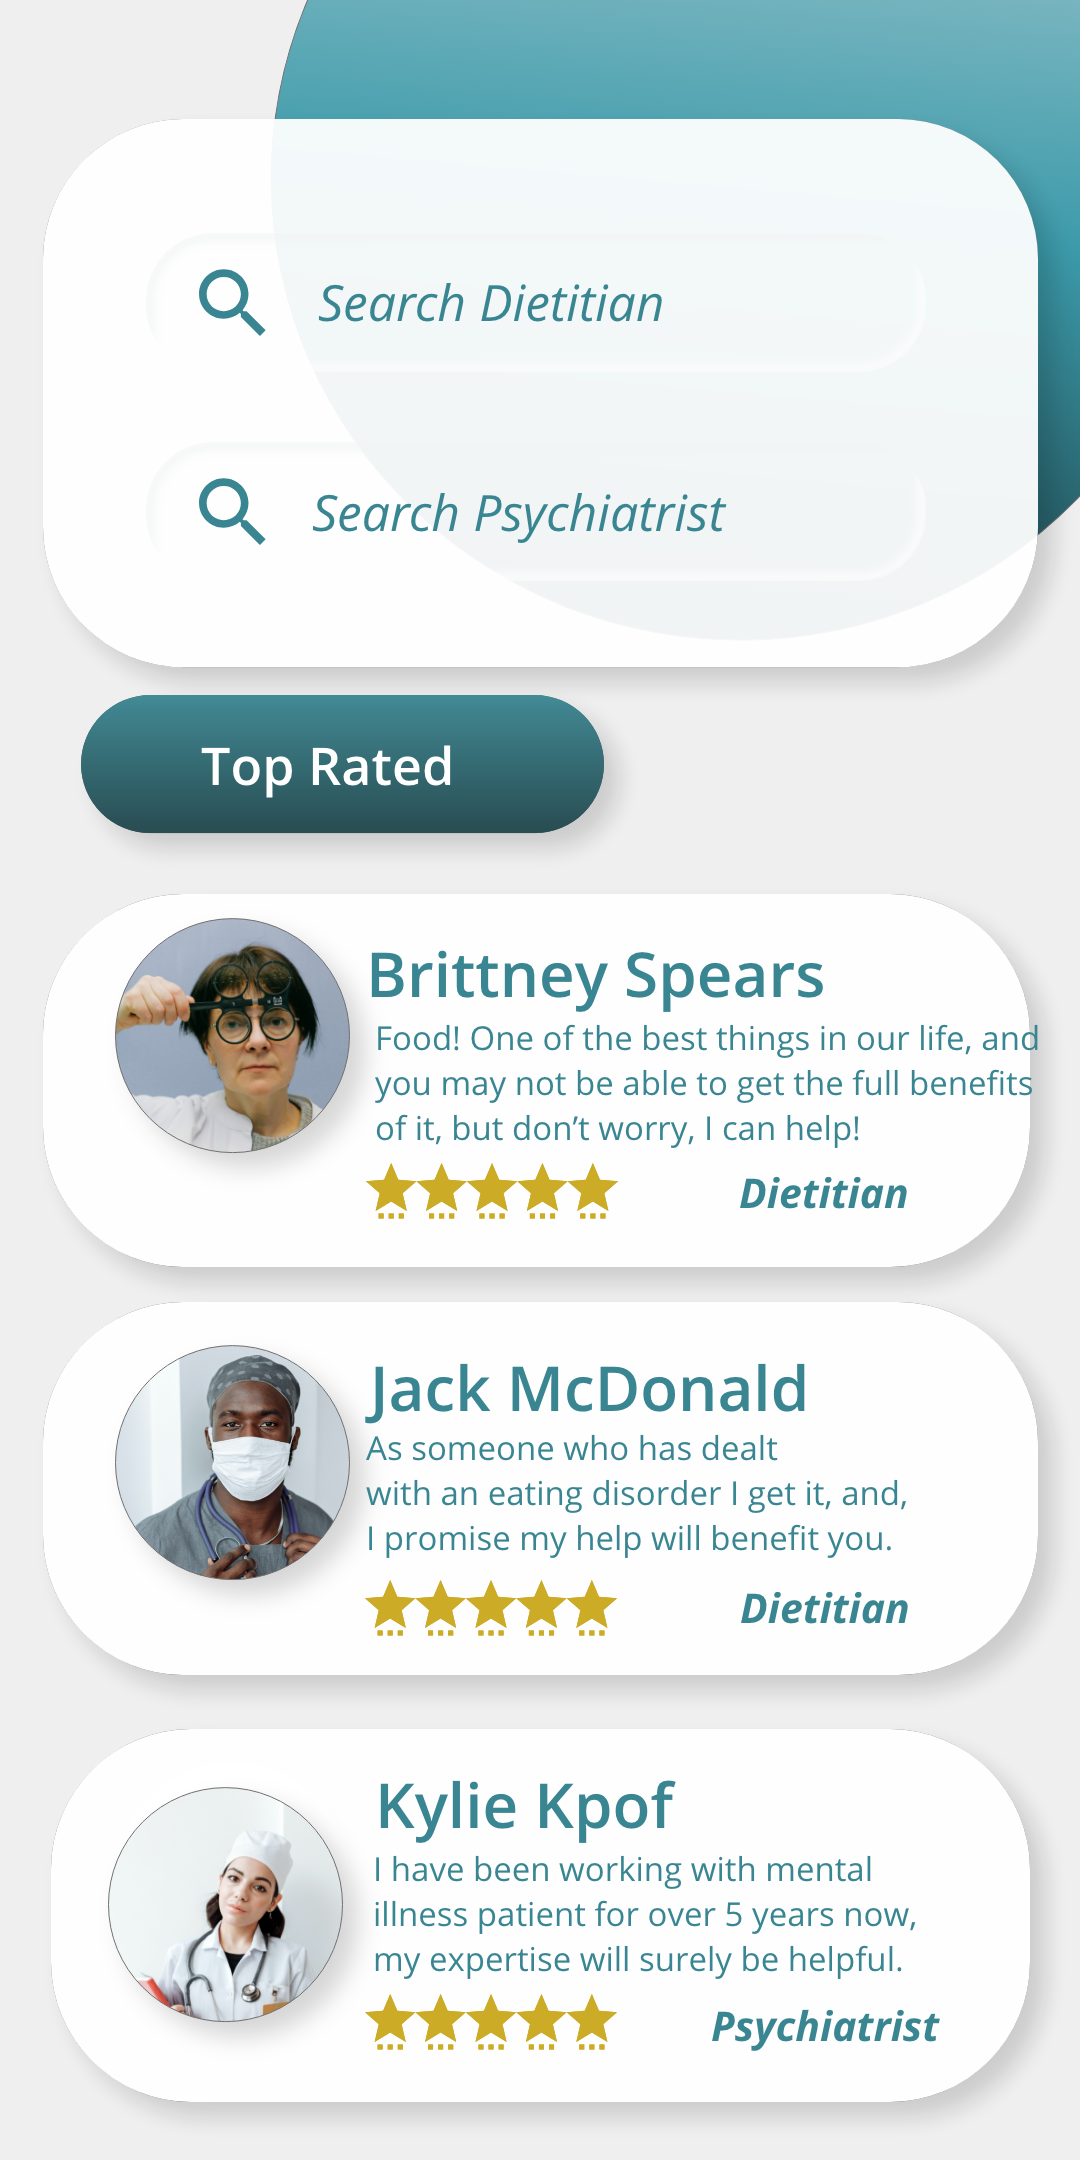 Search Dietitian
Search Psychiatrist
Top Rated
Brittney Spears
Food! One of the best things in our life, and
you may not be able to get the full benefits
of it, but don’t worry, I can help!
Dietitian
Jack McDonald
As someone who has dealt
with an eating disorder I get it, and,
I promise my help will benefit you.
Dietitian
Kylie Kpof
I have been working with mental
illness patient for over 5 years now,
my expertise will surely be helpful.
Psychiatrist